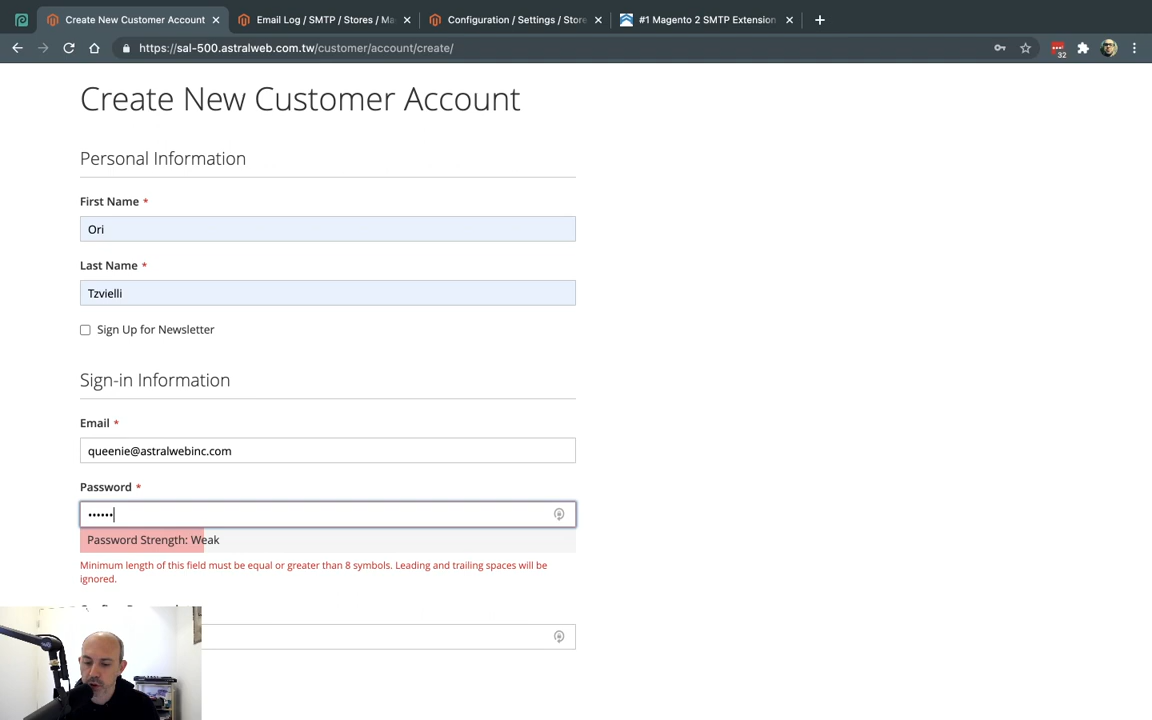 Create New Customer Account
Email Log / SMTP / Stores / Ma
Configuration / Settings / Store
#1 Magento 2 SMTP Extension
https://sal-500.astralweb.com.tw/customer/account/create/
32
Create New Customer Account
Personal Information
First Name *
Ori
Last Name *
Tzvielli
Sign Up for Newsletter
Sign-in Information
Email *
queenie@astralwebinc.com
Password *
••••••
Password Strength: Weak
Minimum length of this field must be equal or greater than 8 symbols. Leading and trailing spaces will be
ignored.